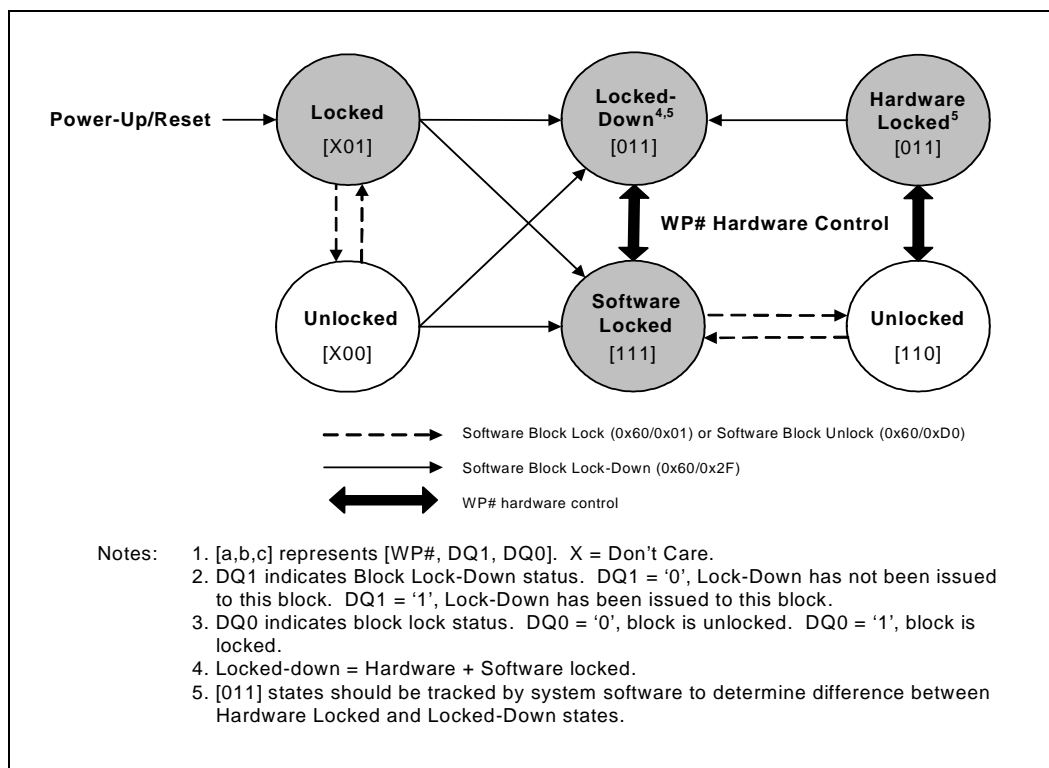 Power-Up/Reset
Locked
[X01]
Locked-
Down4,5
[011]
Hardware
Locked5
[011]
WP# Hardware Control
Unlocked
[X00]
Software
Locked
[111]
Unlocked
[110]
Software Block Lock (0x60/0x01) or Software Block Unlock (0x60/0xD0)
Software Block Lock-Down (0x60/0x2F)
WP# hardware control
Notes: 1. [a,b,c] represents [WP#, DQ1, DQ0]. X = Don't Care.
2. DQ1 indicates Block Lock-Down status. DQ1 = ‘0’, Lock-Down has not been issued
to this block. DQ1 = ‘1’, Lock-Down has been issued to this block.
3. DQ0 indicates block lock status. DQ0 = ‘0’, block is unlocked. DQ0 = ‘1’, block is
locked.
4. Locked-down = Hardware + Software locked.
5. [011] states should be tracked by system software to determine difference between
Hardware Locked and Locked-Down states.